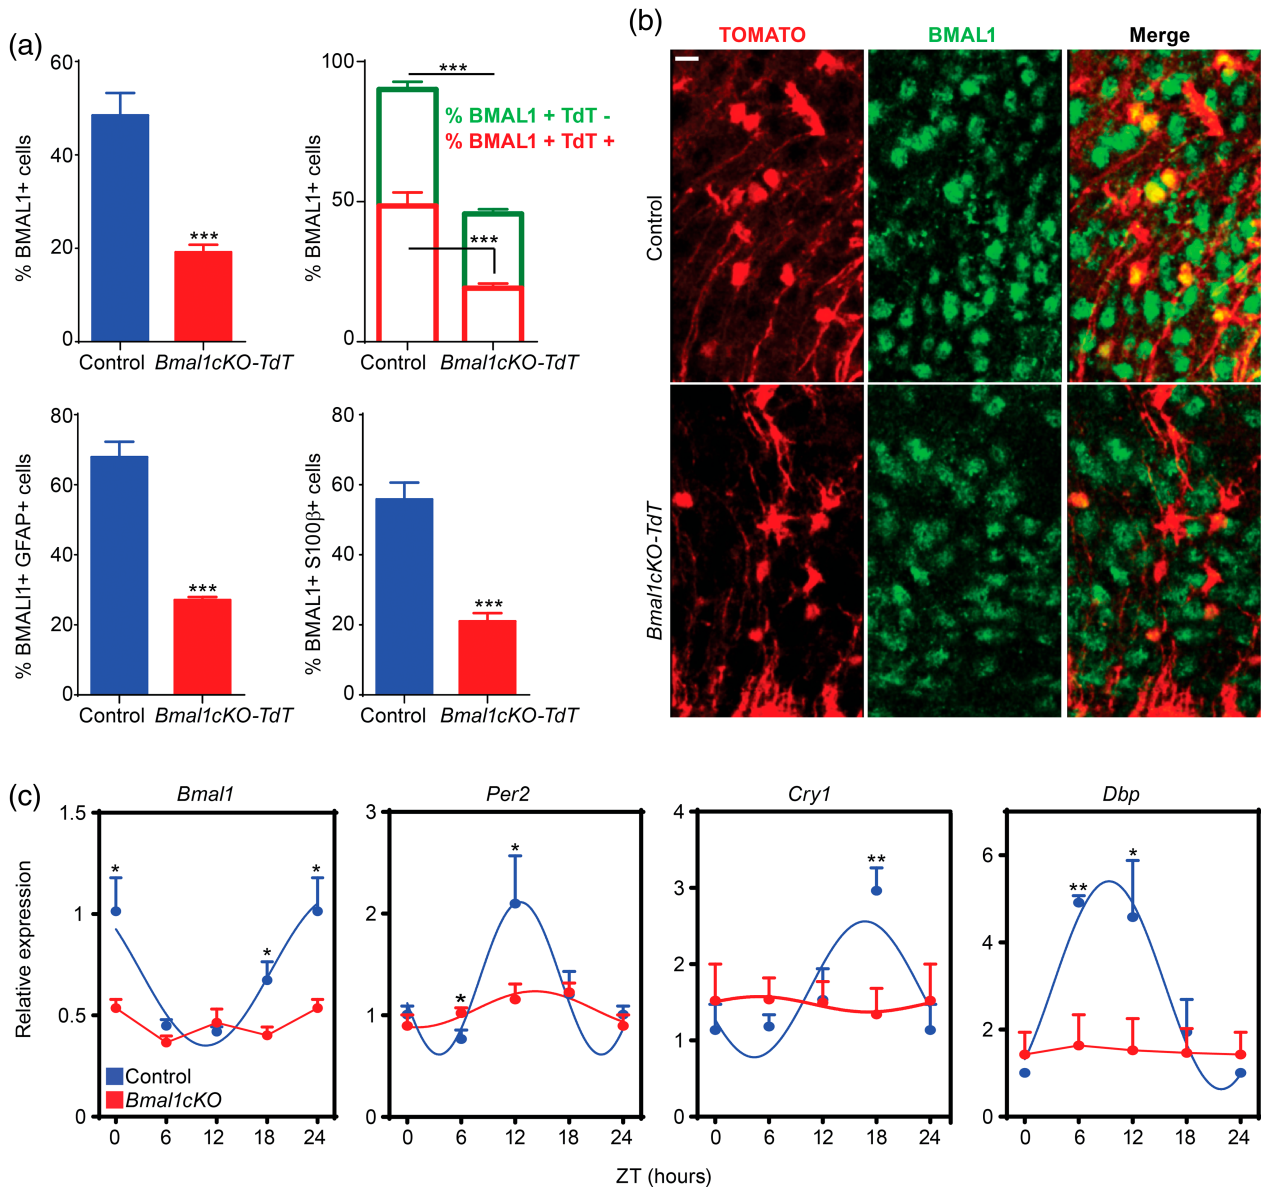 (a)
60
40
20
0
% BMAL1+ cells
***
Control
Bmal1cKO-TdT
100
50
0
% BMAL1+ cells
***
% BMAL1 + TdT -
% BMAL1 + TdT +
***
Control
Bmal1cKO-TdT
80
60
40
20
0
% BMALI1+ GFAP+ cells
***
Control
Bmal1cKO-TdT
80
60
40
20
0
% BMAL1+ S100β+ cells
***
Control
Bmal1cKO-TdT
(b)
TOMATO
BMAL1
Merge
Control
Bmal1cKO-TdT
(c)
Relative expression
Bmal1
1.5
1
0.5
0
*
*
*
Control
Bmal1cKO
0 6 12 18 24
Per2
3
2
1
0
*
*
0 6 12 18 24
Cry1
4
3
2
1
0
**
0 6 12 18 24
Dbp
6
4
2
0
**
*
0 6 12 18 24
ZT (hours)